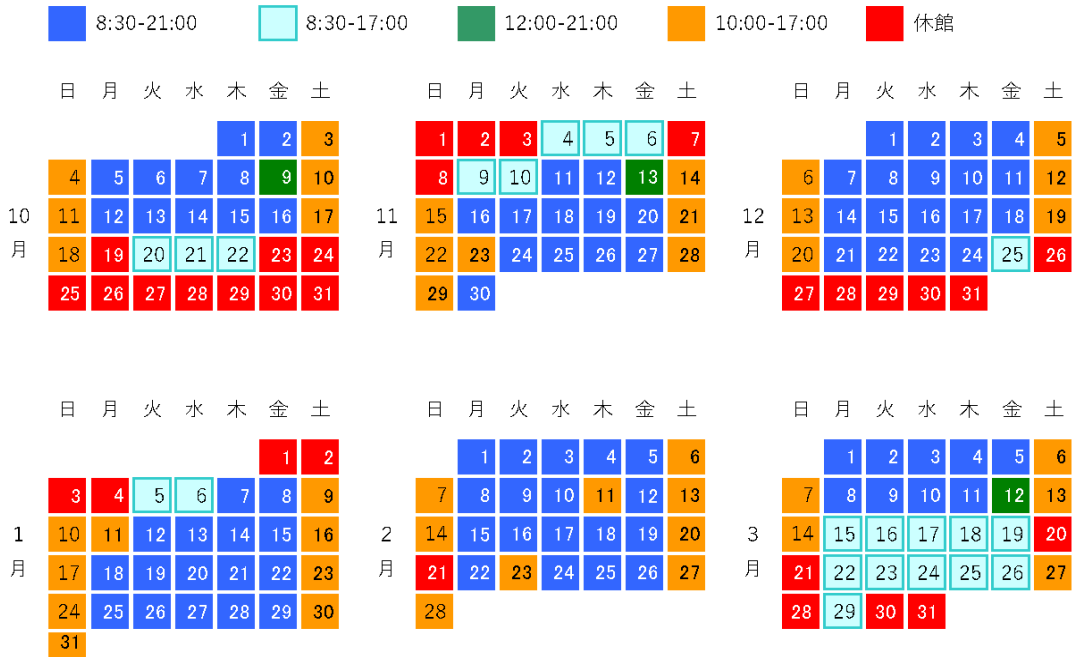 8:30-21:00 8:30-17:00 12:00-21:00 10:00-17:00 休館
日 月 火 水 木 金 土
1 2 3
4 5 6 7 8 9 10
10月
11 12 13 14 15 16 17
18 19 20 21 22 23 24
25 26 27 28 29 30 31
日 月 火 水 木 金 土
1 2 3 4 5 6 7
8 9 10 11 12 13 14
11月
15 16 17 18 19 20 21
22 23 24 25 26 27 28
29 30
日 月 火 水 木 金 土
1 2 3 4 5
6 7 8 9 10 11 12
12月
13 14 15 16 17 18 19
20 21 22 23 24 25 26
27 28 29 30 31
日 月 火 水 木 金 土
1 2
3 4 5 6 7 8 9
1月
10 11 12 13 14 15 16
17 18 19 20 21 22 23
24 25 26 27 28 29 30
31
日 月 火 水 木 金 土
1 2 3 4 5 6
7 8 9 10 11 12 13
2月
14 15 16 17 18 19 20
21 22 23 24 25 26 27
28
日 月 火 水 木 金 土
1 2 3 4 5 6
7 8 9 10 11 12 13
3月
14 15 16 17 18 19 20
21 22 23 24 25 26 27
28 29 30 31